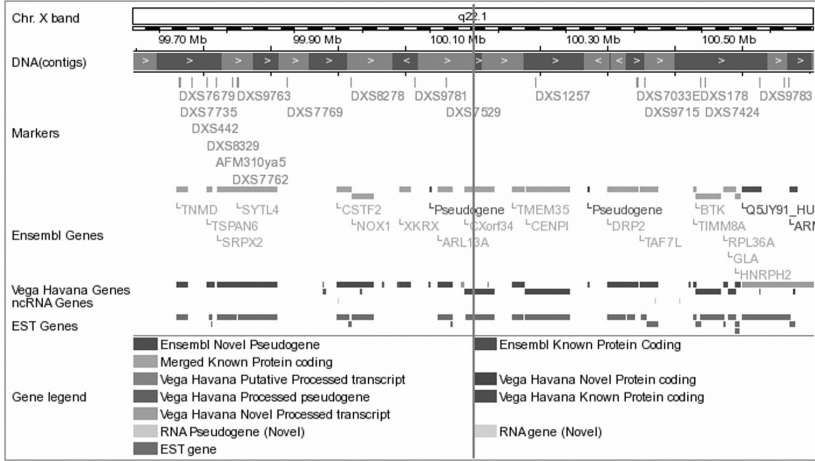 Chr. X band
q22.1
99.70 Mb 99.90 Mb 100.10 Mb 100.30 Mb 100.50 Mb
DNA(contigs) > > > > > > > < > > > > < < < > > > >
DXS7679 DXS9763 DXS8278 DXS9781 DXS1257 DXS7033E DXS178 DXS9783
DXS7735 DXS7769 DXS7529 DXS9715 DXS7424
Markers
DXS442
DXS8329
AFM310ya5
DXS7762
TNMD SYTL4 CSTF2 Pseudogene TMEM35 Pseudogene BTK Q5JY91_HU
TSPAN6 NOX1 XKRX CXorf34 CENPI DRP2 TIMM8A ARM
Ensembl Genes
SRPX2 ARL13A TAF7L RPL36A
GLA
HNRPH2
Vega Havana Genes
ncRNA Genes
EST Genes
Ensembl Novel Pseudogene Ensembl Known Protein Coding
Merged Known Protein coding
Vega Havana Putative Processed transcript Vega Havana Novel Protein coding
Gene legend Vega Havana Processed pseudogene Vega Havana Known Protein coding
Vega Havana Novel Processed transcript
RNA Pseudogene (Novel) RNA gene (Novel)
EST gene